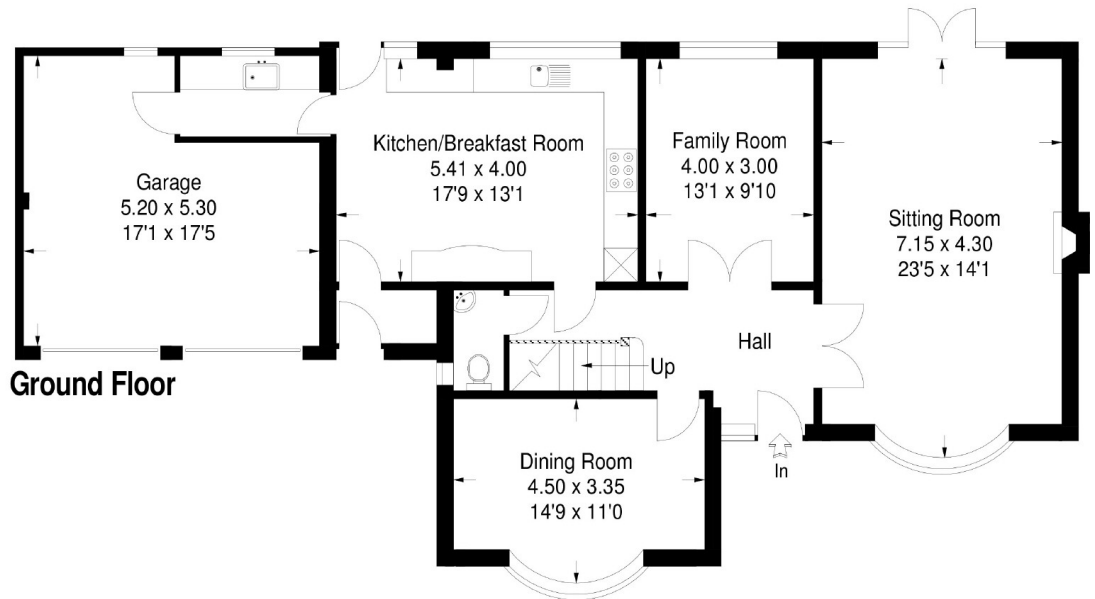 Kitchen/Breakfast Room
5.41 x 4.00
17'9 x 13'1
Family Room
4.00 x 3.00
13'1 x 9'10
Garage
5.20 x 5.30
17'1 x 17'5
Sitting Room
7.15 x 4.30
23'5 x 14'1
Hall
Up
Ground Floor
Dining Room
4.50 x 3.35
14'9 x 11'0
In